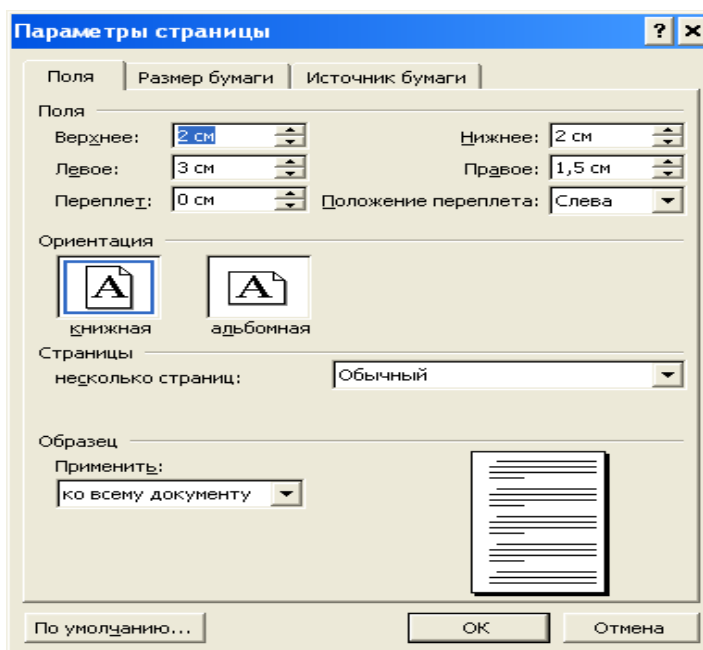 Параметры страницы ? ×
Поля Размер бумаги Источник бумаги
Поля
Верхнее: 2 см Нижнее: 2 см
Левое: 3 см Правое: 1,5 см
Переплет: 0 см Положение переплета: Слева
Ориентация
A A
книжная альбомная
Страницы
несколько страниц: Обычный
Образец
Применить:
ко всему документу
По умолчанию... ОК Отмена